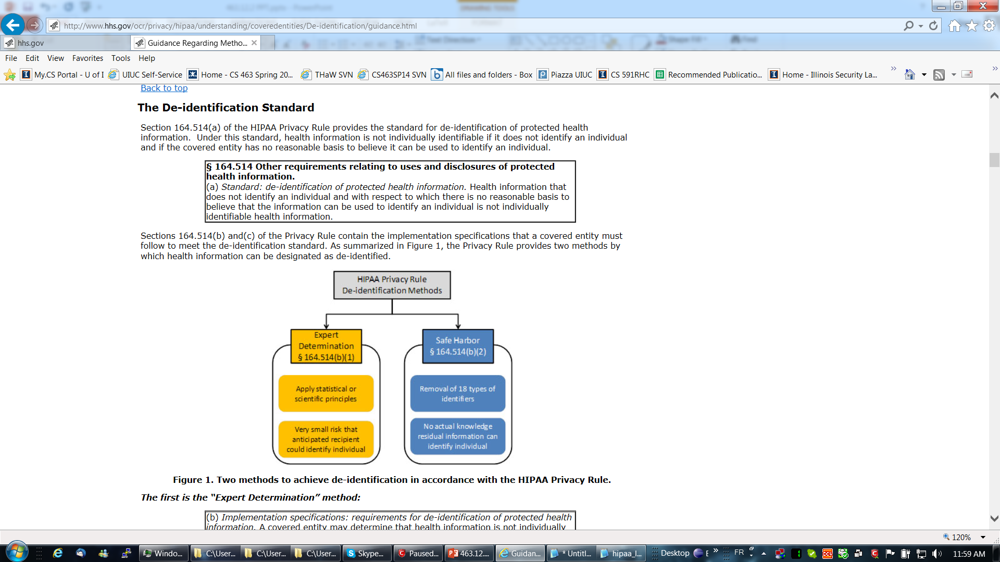 http://www.hhs.gov/ocr/privacy/hipaa/understanding/coveredentities/De-identification/guidance.html
hhs.gov
Guidance Regarding Metho...
File Edit View Favorites Tools Help
My.CS Portal - U of I
UIUC Self-Service
Home - CS 463 Spring 20...
THaW SVN
CS463SP14 SVN
All files and folders - Box
Piazza UIUC
CS 591RHC
Recommended Publicatio...
Home - Illinois Security La...
Back to top
The De-identification Standard
Section 164.514(a) of the HIPAA Privacy Rule provides the standard for de-identification of protected health
information.  Under this standard, health information is not individually identifiable if it does not identify an individual
and if the covered entity has no reasonable basis to believe it can be used to identify an individual.
§ 164.514 Other requirements relating to uses and disclosures of protected
health information.
(a) Standard: de-identification of protected health information. Health information that
does not identify an individual and with respect to which there is no reasonable basis to
believe that the information can be used to identify an individual is not individually
identifiable health information.
Sections 164.514(b) and(c) of the Privacy Rule contain the implementation specifications that a covered entity must
follow to meet the de-identification standard. As summarized in Figure 1, the Privacy Rule provides two methods by
which health information can be designated as de-identified.
HIPAA Privacy Rule
De-identification Methods
Expert
Determination
§ 164.514(b)(1)
Apply statistical or
scientific principles
Very small risk that
anticipated recipient
could identify individual
Safe Harbor
§ 164.514(b)(2)
Removal of 18 types of
identifiers
No actual knowledge
residual information can
identify individual
Figure 1. Two methods to achieve de-identification in accordance with the HIPAA Privacy Rule.
The first is the “Expert Determination” method:
(b) Implementation specifications: requirements for de-identification of protected health
information. A covered entity may determine that health information is not individually
120%
Windo...
C:\User...
C:\User...
C:\User...
Skype...
Paused...
463.12....
Guidan...
* Untitl...
hipaa_l...
Desktop
FR
11:59 AM